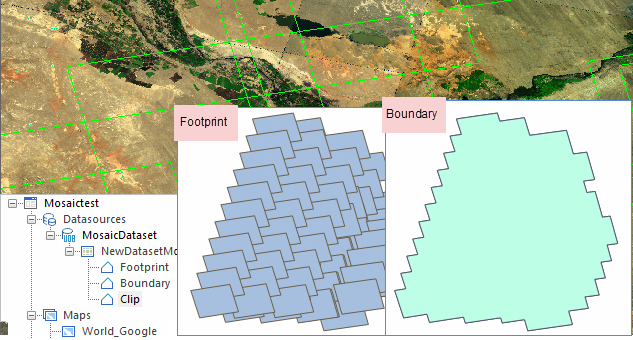 Footprint
Boundary
Mosaictest
Datasources
MosaicDataset
NewDatasetMo
Footprint
Boundary
Clip
Maps
World_Google